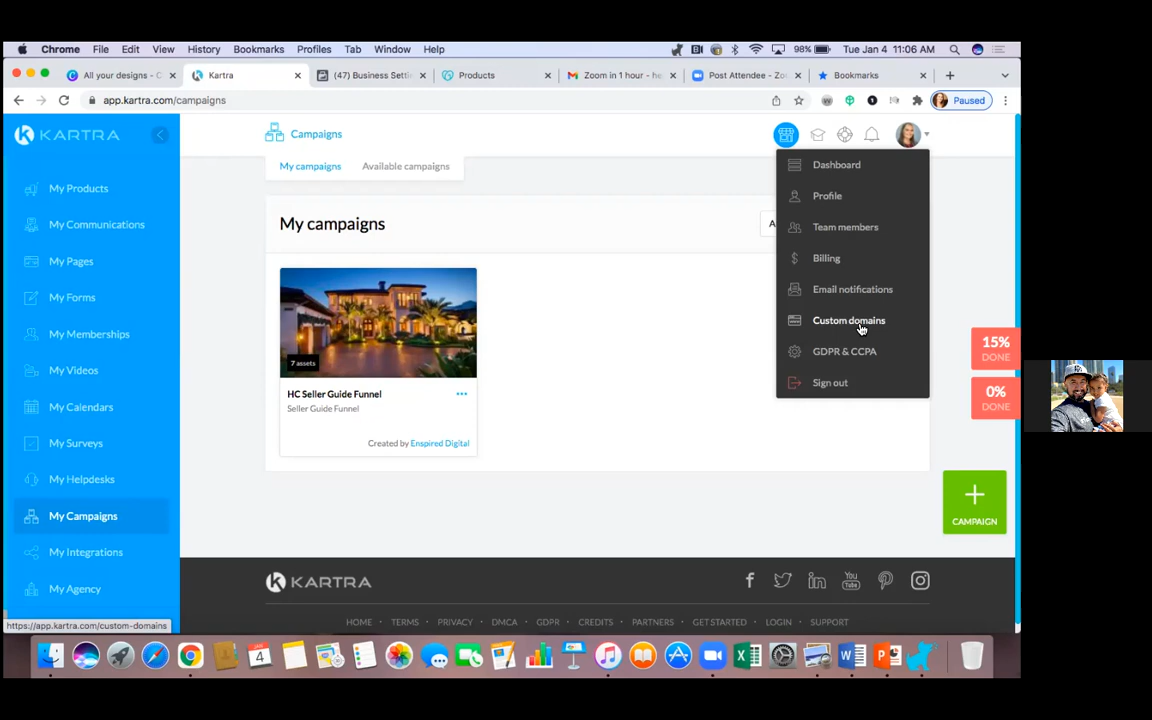 Chrome File Edit View History Bookmarks Profiles Tab Window Help 98% Tue Jan 4 11:06 AM
All your designs - C Kartra (47) Business Setti Products Zoom in 1 hour - he Post Attendee - Zo Bookmarks
app.kartra.com/campaigns Paused
KARTRA
Campaigns
My campaigns Available campaigns
My campaigns
A
7 assets
HC Seller Guide Funnel
Seller Guide Funnel
Created by Enspired Digital
My Products
My Communications
My Pages
My Forms
My Memberships
My Videos
My Calendars
My Surveys
My Helpdesks
My Campaigns
My Integrations
My Agency
Dashboard
Profile
Team members
Billing
Email notifications
Custom domains
GDPR & CCPA
Sign out
15%
DONE
0%
DONE
+
CAMPAIGN
KARTRA
You
Tube
HOME · TERMS · PRIVACY · DMCA · GDPR · CREDITS · PARTNERS · GET STARTED · LOGIN · SUPPORT
https://app.kartra.com/custom-domains
4